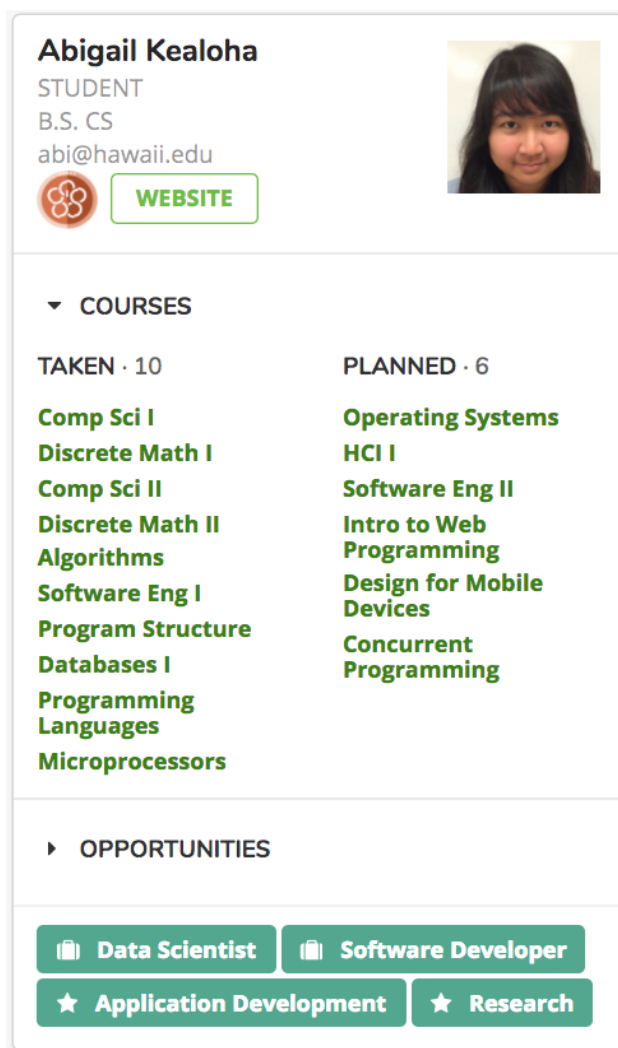 Abigail Kealoha
STUDENT
B.S. CS
abi@hawaii.edu
WEBSITE
COURSES
TAKEN · 10
Comp Sci I
Discrete Math I
Comp Sci II
Discrete Math II
Algorithms
Software Eng I
Program Structure
Databases I
Programming
Languages
Microprocessors
PLANNED · 6
Operating Systems
HCI I
Software Eng II
Intro to Web
Programming
Design for Mobile
Devices
Concurrent
Programming
OPPORTUNITIES
Data Scientist
Software Developer
Application Development
Research